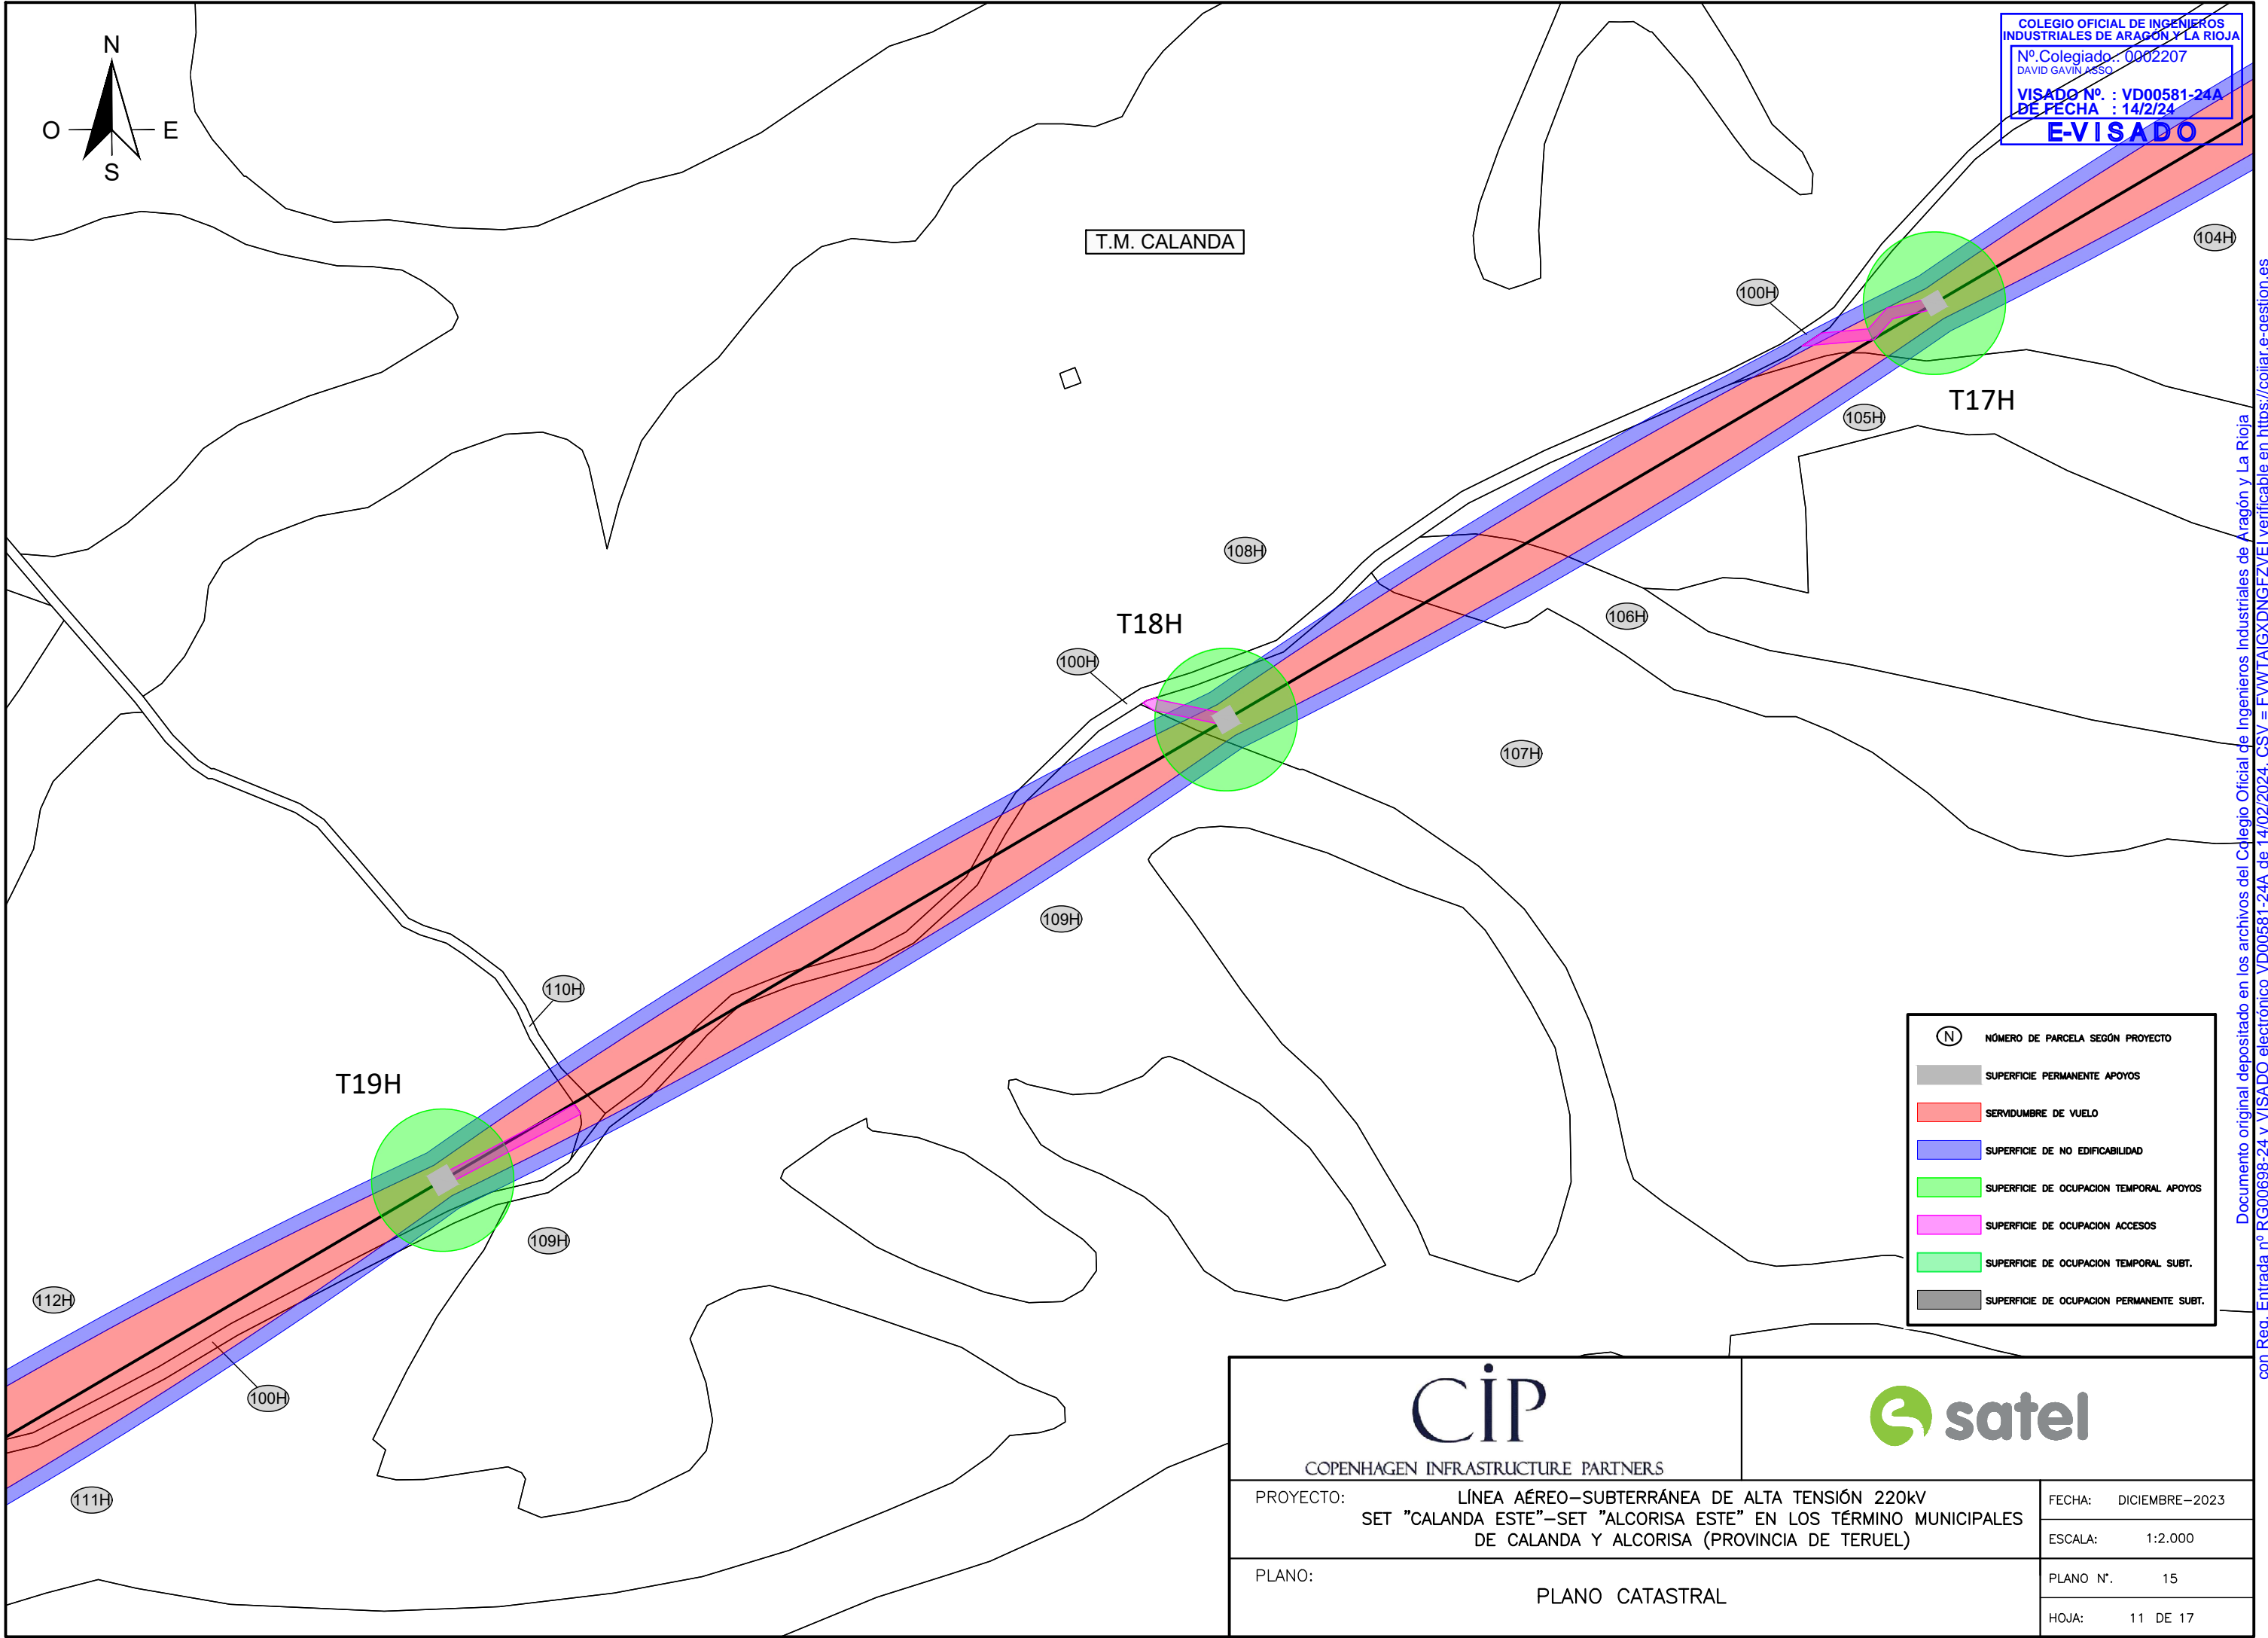 N
O
E
S
COLEGIO OFICIAL DE INGENIEROS
INDUSTRIALES DE ARAGÓN Y LA RIOJA
Nº.Colegiado.: 0002207
DAVID GAVÍN ASSO
VISADO Nº. : VD00581-24A
DE FECHA : 14/2/24
E-VISADO
T.M. CALANDA
104H
100H
T17H
105H
108H
106H
T18H
100H
107H
109H
110H
T19H
109H
112H
100H
111H
N NÚMERO DE PARCELA SEGÚN PROYECTO
SUPERFICIE PERMANENTE APOYOS
SERVIDUMBRE DE VUELO
SUPERFICIE DE NO EDIFICABILIDAD
SUPERFICIE DE OCUPACION TEMPORAL APOYOS
SUPERFICIE DE OCUPACION ACCESOS
SUPERFICIE DE OCUPACION TEMPORAL SUBT.
SUPERFICIE DE OCUPACION PERMANENTE SUBT.
CIP
COPENHAGEN INFRASTRUCTURE PARTNERS
satel
PROYECTO:
LÍNEA AÉREO-SUBTERRÁNEA DE ALTA TENSIÓN 220kV
SET "CALANDA ESTE"-SET "ALCORISA ESTE" EN LOS TÉRMINO MUNICIPALES
DE CALANDA Y ALCORISA (PROVINCIA DE TERUEL)
PLANO:
PLANO CATASTRAL
FECHA: DICIEMBRE-2023
ESCALA: 1:2.000
PLANO N°. 15
HOJA: 11 DE 17
Documento original depositado en los archivos del Colegio Oficial de Ingenieros Industriales de Aragón y La Rioja
con Reg. Entrada nº RG00698-24 y VISADO electrónico VD00581-24A de 14/02/2024. CSV = FVWTAIGXDNGFZVEI verificable en https://coiiar.e-gestion.es